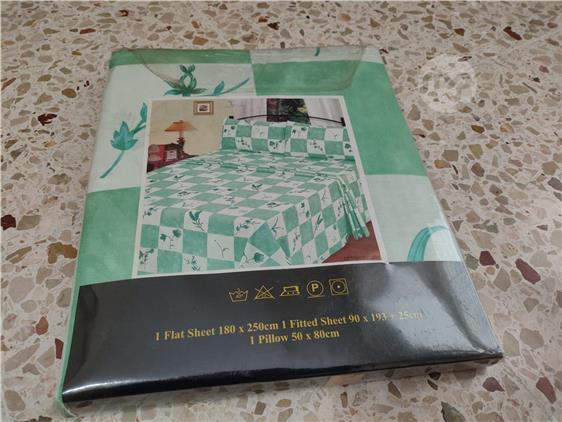 1 Flat Sheet 180 x 250cm 1 Fitted Sheet 90 x 193 + 25cm
1 Pillow 50 x 80cm
P